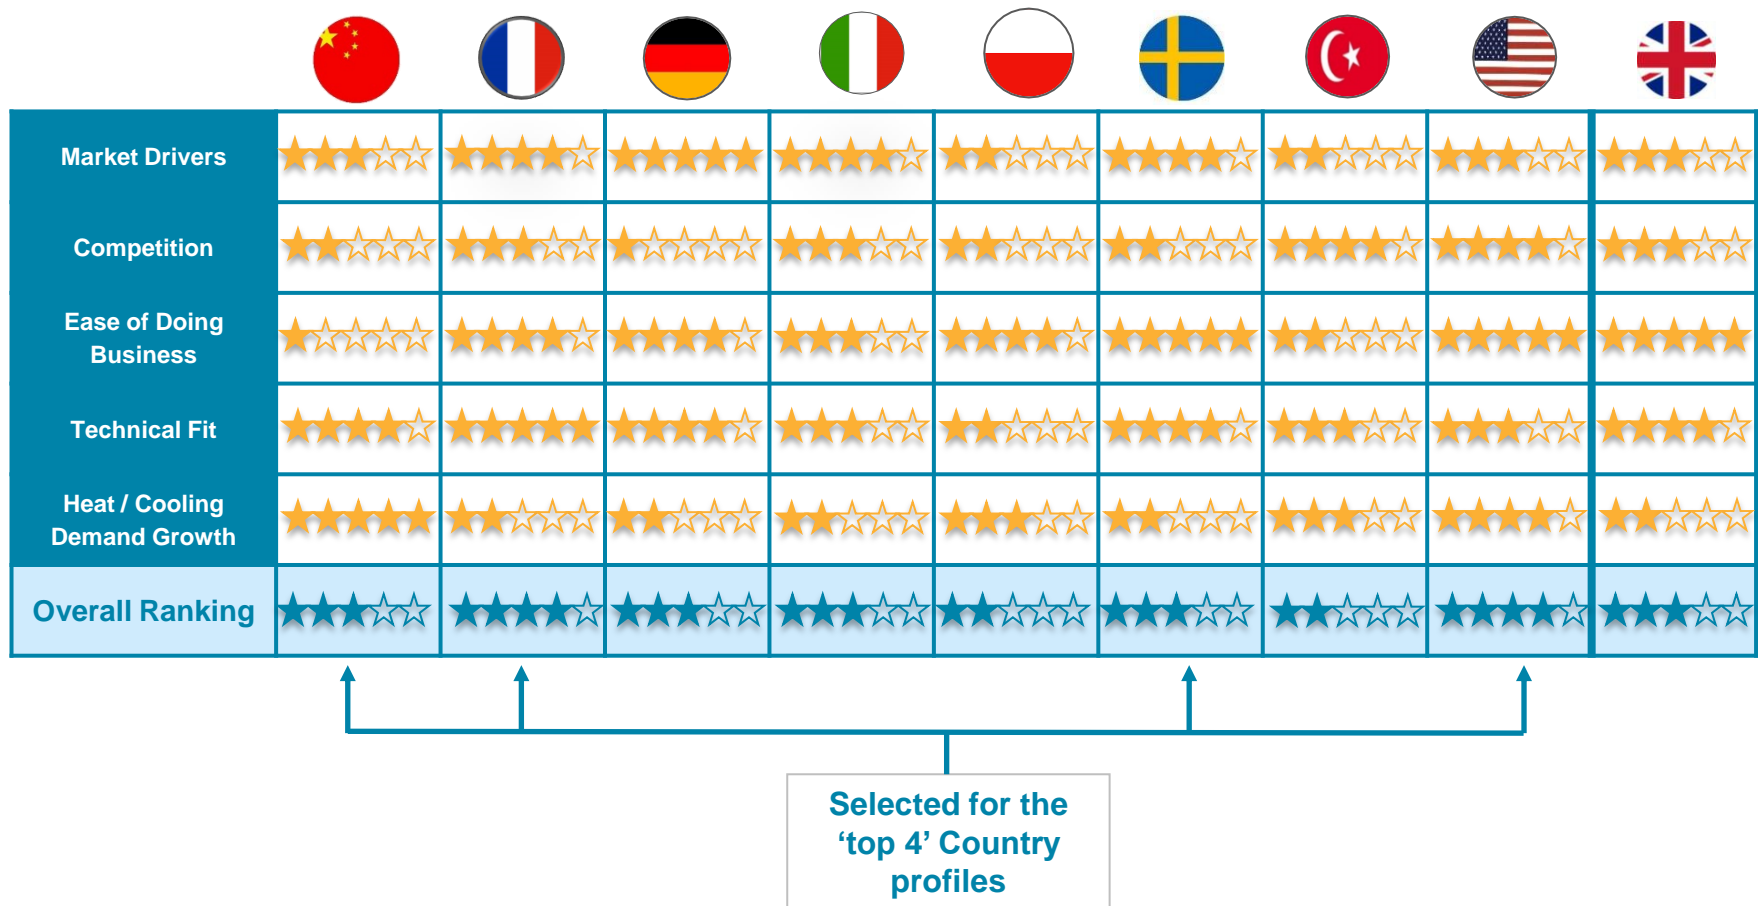 Market Drivers
Competition
Ease of Doing
Business
Technical Fit
Heat / Cooling
Demand Growth
Overall Ranking
Selected for the
‘top 4’ Country
profiles